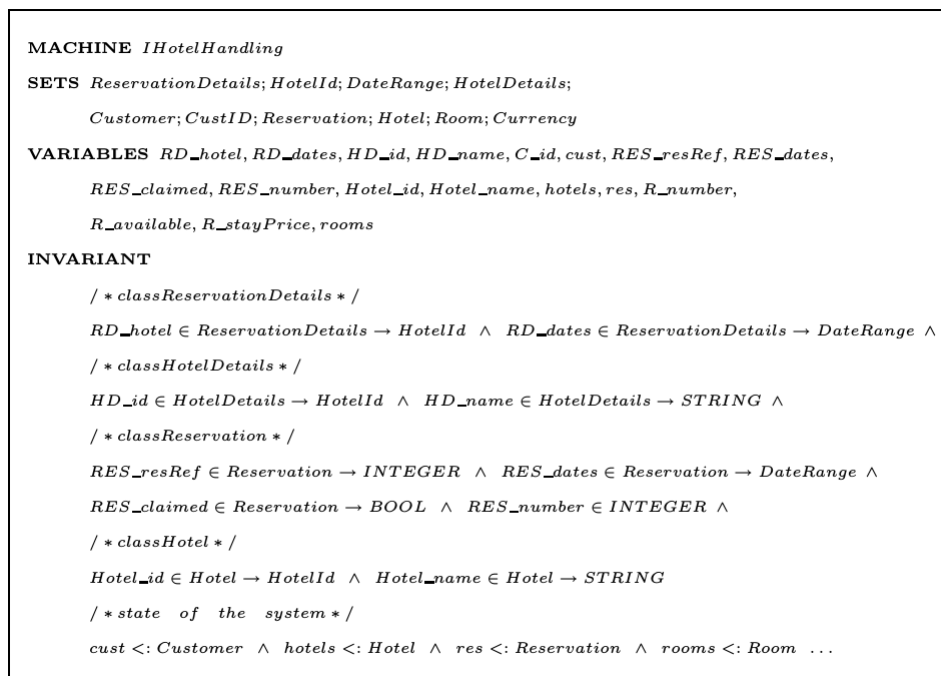 MACHINE IHotelHandling
SETS ReservationDetails; HotelId; DateRange; HotelDetails;
Customer; CustID; Reservation; Hotel; Room; Currency
VARIABLES RD_hotel, RD_dates, HD_id, HD_name, C_id, cust, RES_resRef, RES_dates,
RES_claimed, RES_number, Hotel_id, Hotel_name, hotels, res, R_number,
R_available, R_stayPrice, rooms
INVARIANT
/ * classReservationDetails * /
RD_hotel ∈ ReservationDetails → HotelId ∧ RD_dates ∈ ReservationDetails → DateRange ∧
/ * classHotelDetails * /
HD_id ∈ HotelDetails → HotelId ∧ HD_name ∈ HotelDetails → STRING ∧
/ * classReservation * /
RES_resRef ∈ Reservation → INTEGER ∧ RES_dates ∈ Reservation → DateRange ∧
RES_claimed ∈ Reservation → BOOL ∧ RES_number ∈ INTEGER ∧
/ * classHotel * /
Hotel_id ∈ Hotel → HotelId ∧ Hotel_name ∈ Hotel → STRING
/ * state of the system * /
cust <: Customer ∧ hotels <: Hotel ∧ res <: Reservation ∧ rooms <: Room ...